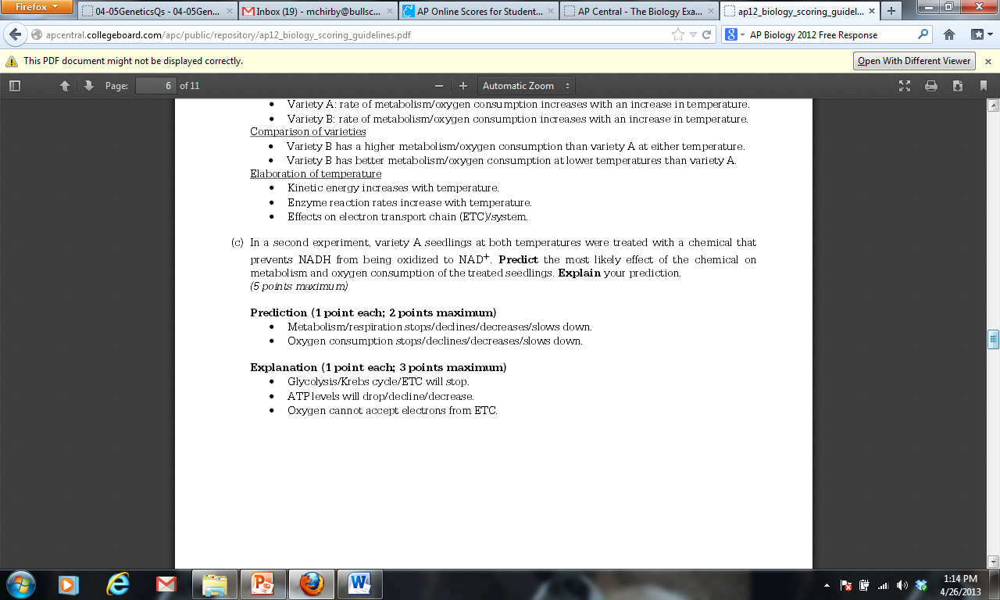 Firefox
04-05GeneticsQs - 04-05Gen...
Inbox (19) - mchirby@bullsc...
AP Online Scores for Student...
AP Central - The Biology Exa...
ap12_biology_scoring_guidel...
apcentral.collegeboard.com/apc/public/repository/ap12_biology_scoring_guidelines.pdf
AP Biology 2012 Free Response
This PDF document might not be displayed correctly.
Open With Different Viewer
Page: 6 of 11
Automatic Zoom
• Variety A: rate of metabolism/oxygen consumption increases with an increase in temperature.
• Variety B: rate of metabolism/oxygen consumption increases with an increase in temperature.
Comparison of varieties
• Variety B has a higher metabolism/oxygen consumption than variety A at either temperature.
• Variety B has better metabolism/oxygen consumption at lower temperatures than variety A.
Elaboration of temperature
• Kinetic energy increases with temperature.
• Enzyme reaction rates increase with temperature.
• Effects on electron transport chain (ETC)/system.
(c) In a second experiment, variety A seedlings at both temperatures were treated with a chemical that
prevents NADH from being oxidized to NAD+. Predict the most likely effect of the chemical on
metabolism and oxygen consumption of the treated seedlings. Explain your prediction.
(5 points maximum)
Prediction (1 point each; 2 points maximum)
• Metabolism/respiration stops/declines/decreases/slows down.
• Oxygen consumption stops/declines/decreases/slows down.
Explanation (1 point each; 3 points maximum)
• Glycolysis/Krebs cycle/ETC will stop.
• ATP levels will drop/decline/decrease.
• Oxygen cannot accept electrons from ETC.
1:14 PM
4/26/2013